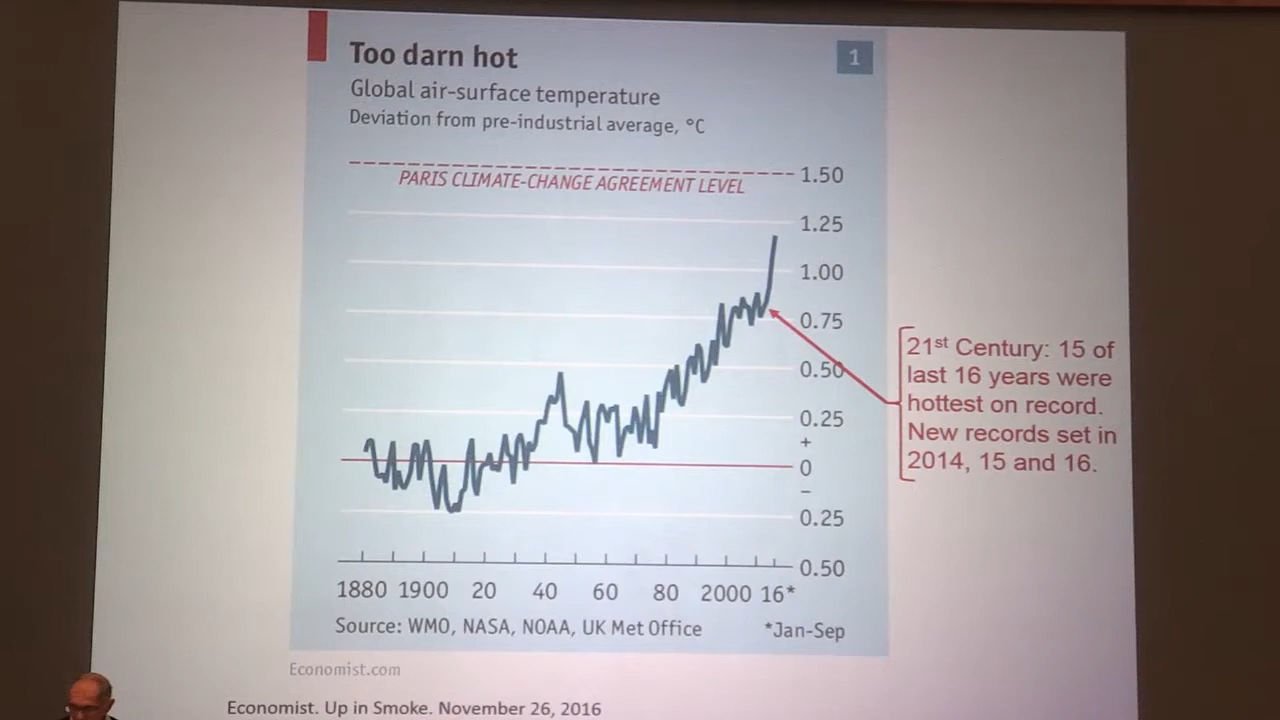 Too darn hot
1
Global air-surface temperature
Deviation from pre-industrial average, °C
PARIS CLIMATE-CHANGE AGREEMENT LEVEL
1.50
1.25
1.00
0.75
0.50
0.25
+
0
–
0.25
0.50
1880 1900 20 40 60 80 2000 16*
Source: WMO, NASA, NOAA, UK Met Office
*Jan-Sep
21st Century: 15 of
last 16 years were
hottest on record.
New records set in
2014, 15 and 16.
Economist.com
Economist. Up in Smoke. November 26, 2016